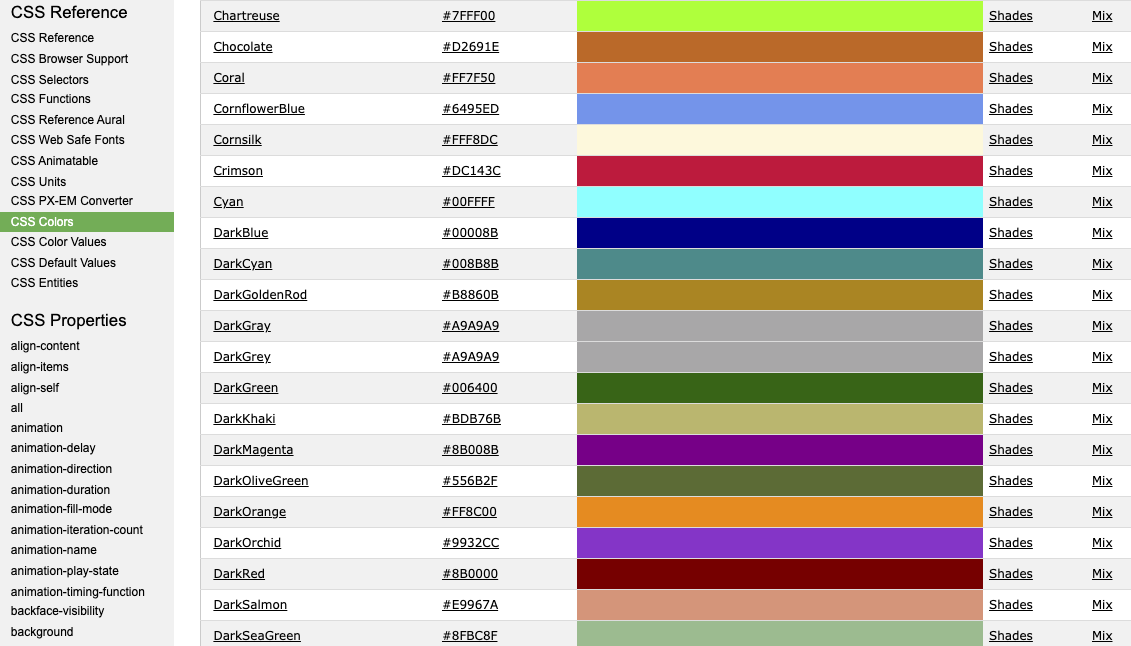 CSS Reference
CSS Reference
CSS Browser Support
CSS Selectors
CSS Functions
CSS Reference Aural
CSS Web Safe Fonts
CSS Animatable
CSS Units
CSS PX-EM Converter
CSS Colors
CSS Color Values
CSS Default Values
CSS Entities
CSS Properties
align-content
align-items
align-self
all
animation
animation-delay
animation-direction
animation-duration
animation-fill-mode
animation-iteration-count
animation-name
animation-play-state
animation-timing-function
backface-visibility
background
Chartreuse #7FFF00 Shades Mix
Chocolate #D2691E Shades Mix
Coral #FF7F50 Shades Mix
CornflowerBlue #6495ED Shades Mix
Cornsilk #FFF8DC Shades Mix
Crimson #DC143C Shades Mix
Cyan #00FFFF Shades Mix
DarkBlue #00008B Shades Mix
DarkCyan #008B8B Shades Mix
DarkGoldenRod #B8860B Shades Mix
DarkGray #A9A9A9 Shades Mix
DarkGrey #A9A9A9 Shades Mix
DarkGreen #006400 Shades Mix
DarkKhaki #BDB76B Shades Mix
DarkMagenta #8B008B Shades Mix
DarkOliveGreen #556B2F Shades Mix
DarkOrange #FF8C00 Shades Mix
DarkOrchid #9932CC Shades Mix
DarkRed #8B0000 Shades Mix
DarkSalmon #E9967A Shades Mix
DarkSeaGreen #8FBC8F Shades Mix